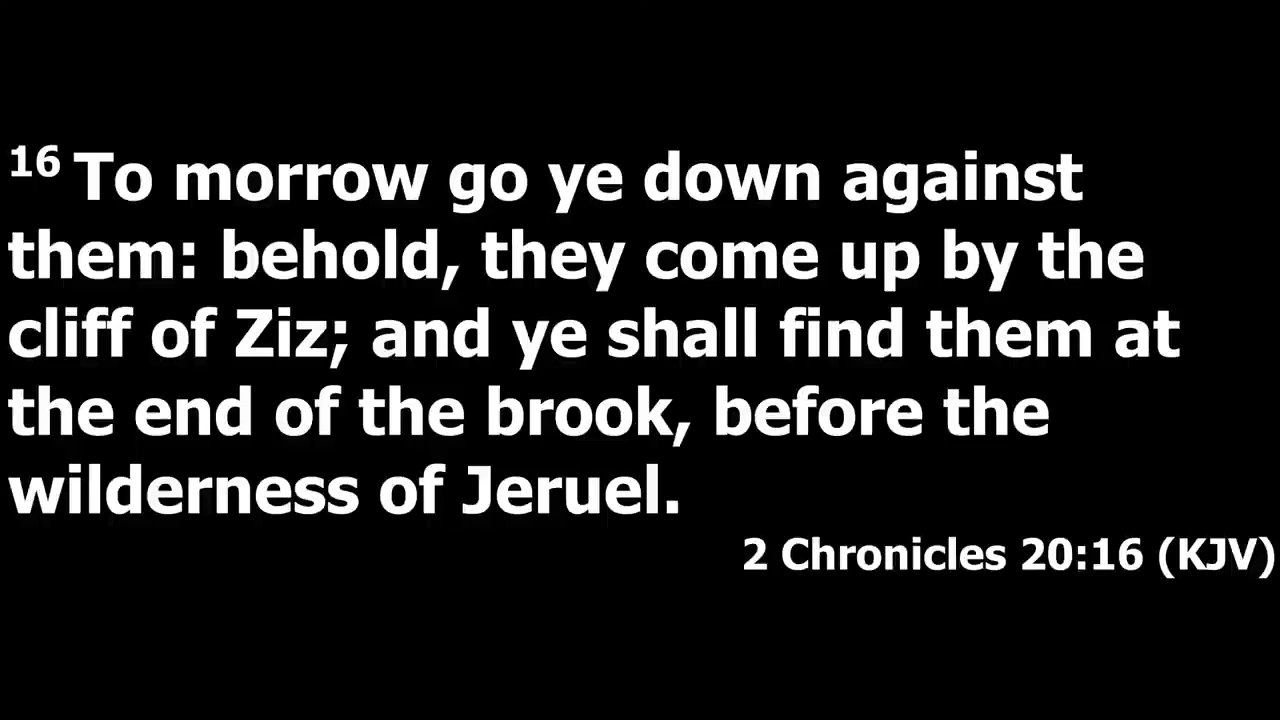 16 To morrow go ye down against
them: behold, they come up by the
cliff of Ziz; and ye shall find them at
the end of the brook, before the
wilderness of Jeruel.
2 Chronicles 20:16 (KJV)